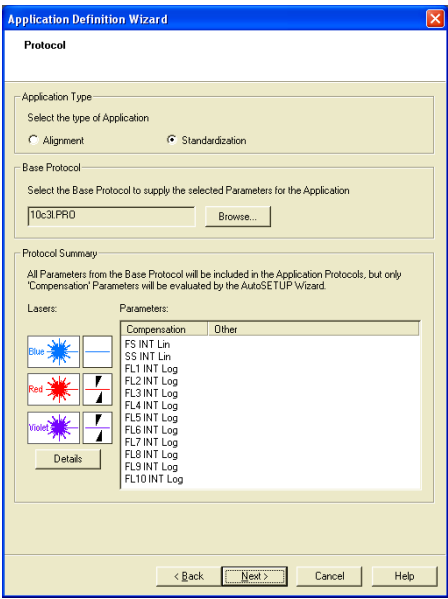 Application Definition Wizard
Protocol
Application Type
Select the type of Application
Alignment
Standardization
Base Protocol
Select the Base Protocol to supply the selected Parameters for the Application
10c3l.PRO
Browse...
Protocol Summary
All Parameters from the Base Protocol will be included in the Application Protocols, but only
'Compensation' Parameters will be evaluated by the AutoSETUP Wizard.
Lasers:
Parameters:
Compensation
Other
Blue
Red
Violet
FS INT Lin
SS INT Lin
FL1 INT Log
FL2 INT Log
FL3 INT Log
FL4 INT Log
FL5 INT Log
FL6 INT Log
FL7 INT Log
FL8 INT Log
FL9 INT Log
FL10 INT Log
Details
< Back
Next >
Cancel
Help